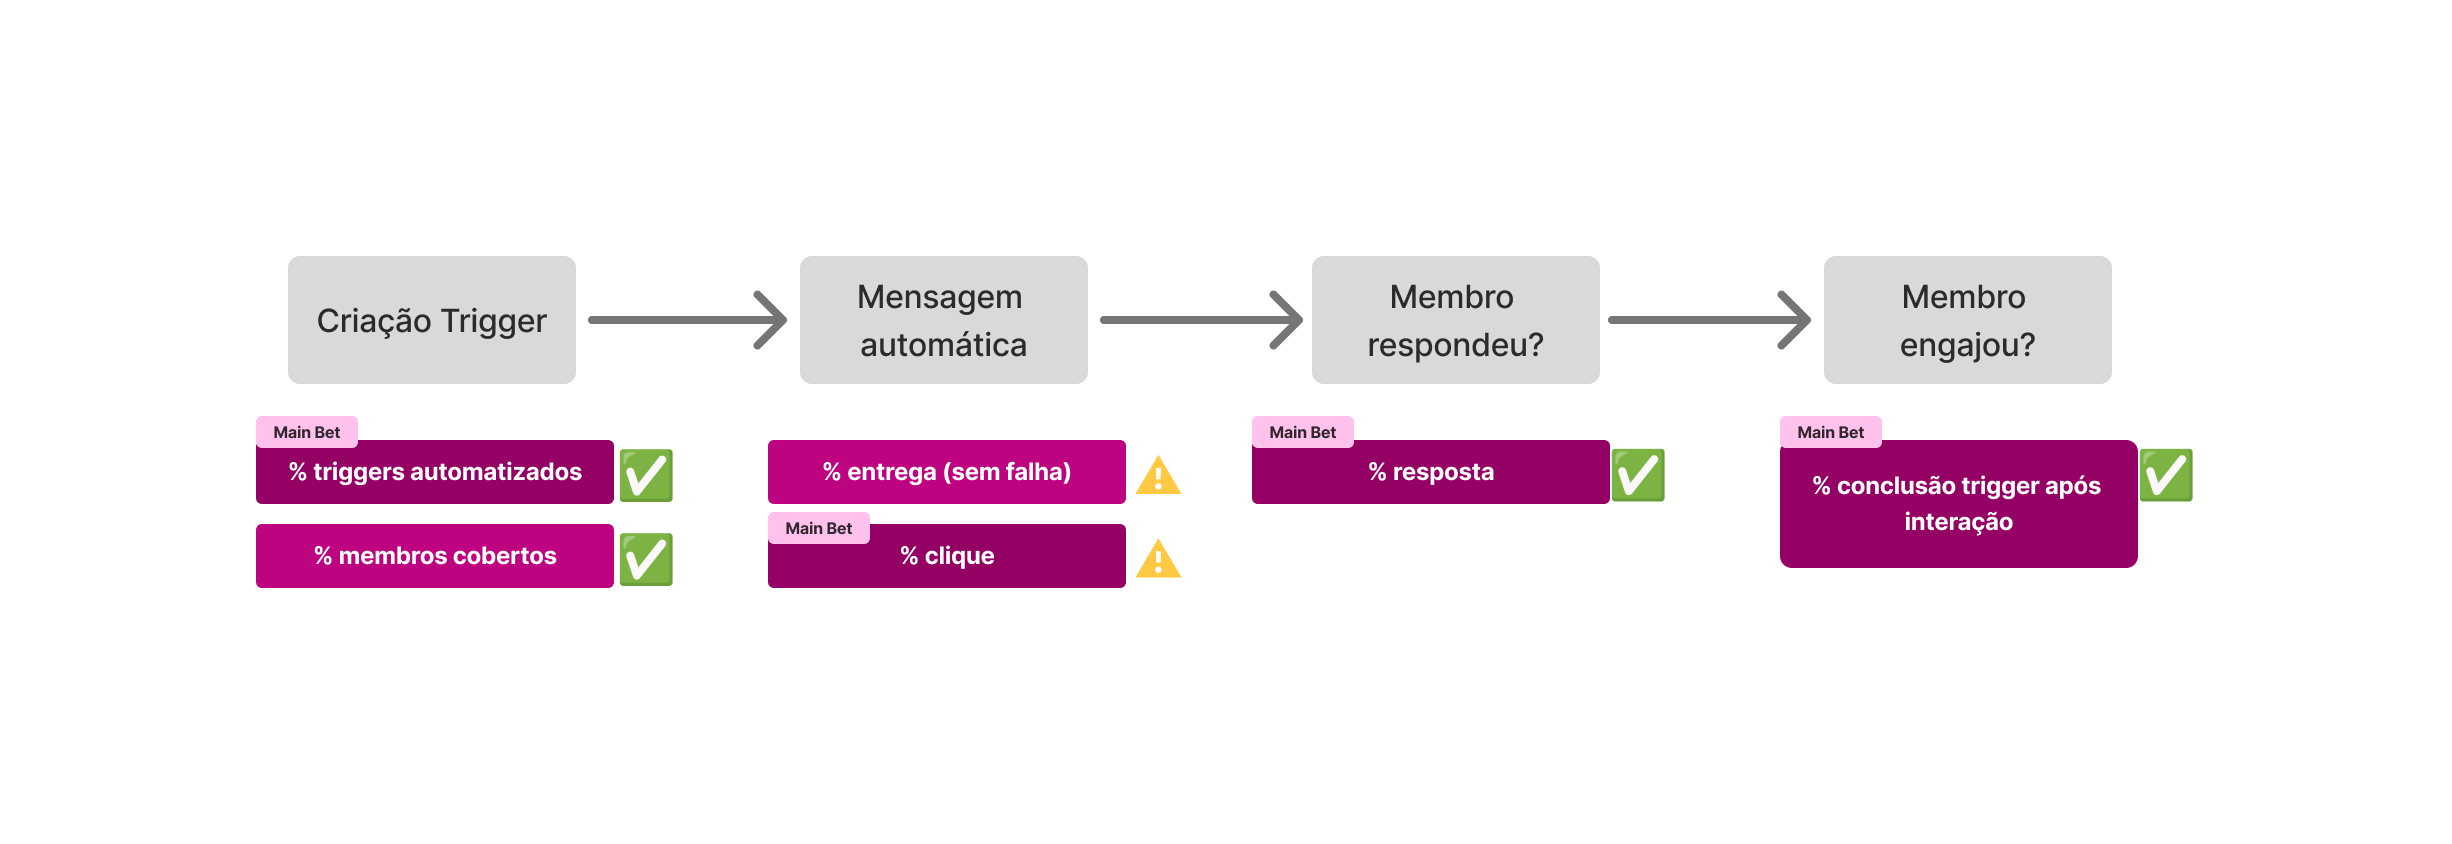 Criação Trigger
Mensagem
automática
Membro
respondeu?
Membro
engajou?
Main Bet
% triggers automatizados
% membros cobertos
% entrega (sem falha)
Main Bet
% clique
Main Bet
% resposta
Main Bet
% conclusão trigger após
interação